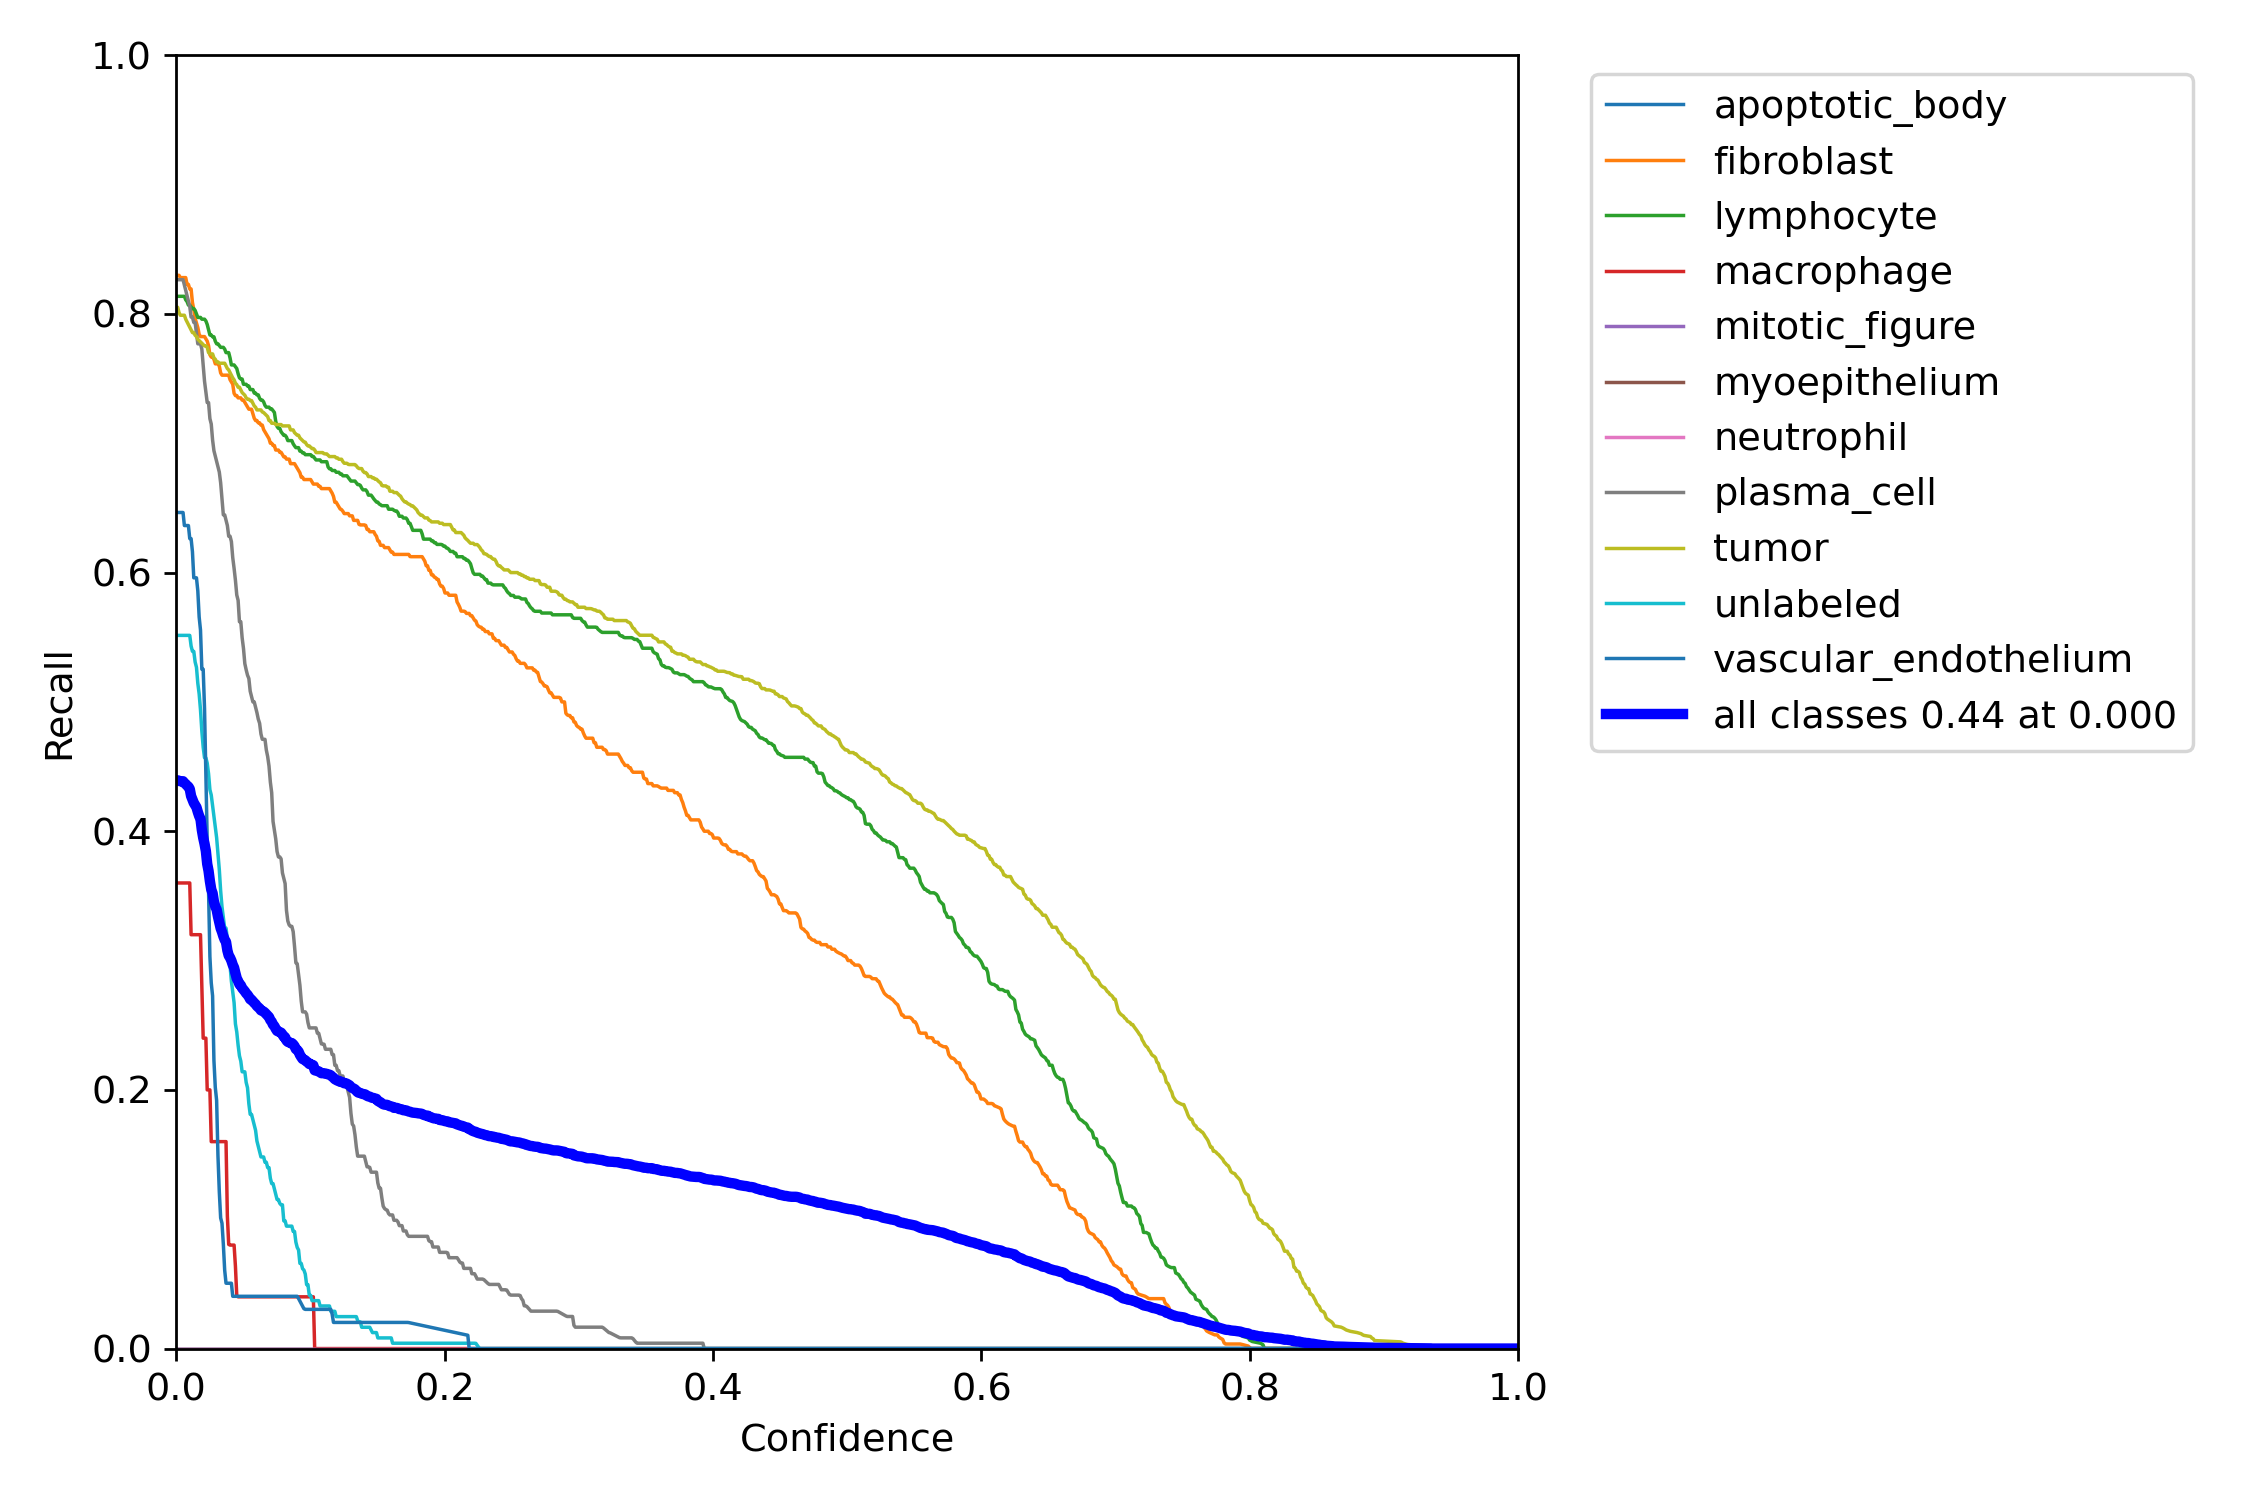 1.0
0.8
0.6
0.4
0.2
0.0
Recall
0.0 0.2 0.4 0.6 0.8 1.0
Confidence
apoptotic_body
fibroblast
lymphocyte
macrophage
mitotic_figure
myoepithelium
neutrophil
plasma_cell
tumor
unlabeled
vascular_endothelium
all classes 0.44 at 0.000